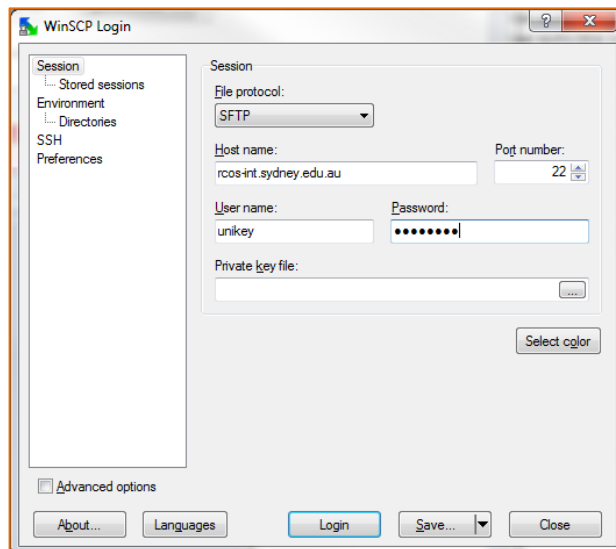 WinSCP Login
Session
Stored sessions
Environment
Directories
SSH
Preferences
Session
File protocol:
SFTP
Host name:
Port number:
rcos-int.sydney.edu.au
22
User name:
Password:
unikey
●●●●●●●●
Private key file:
...
Select color
Advanced options
About...
Languages
Login
Save...
Close